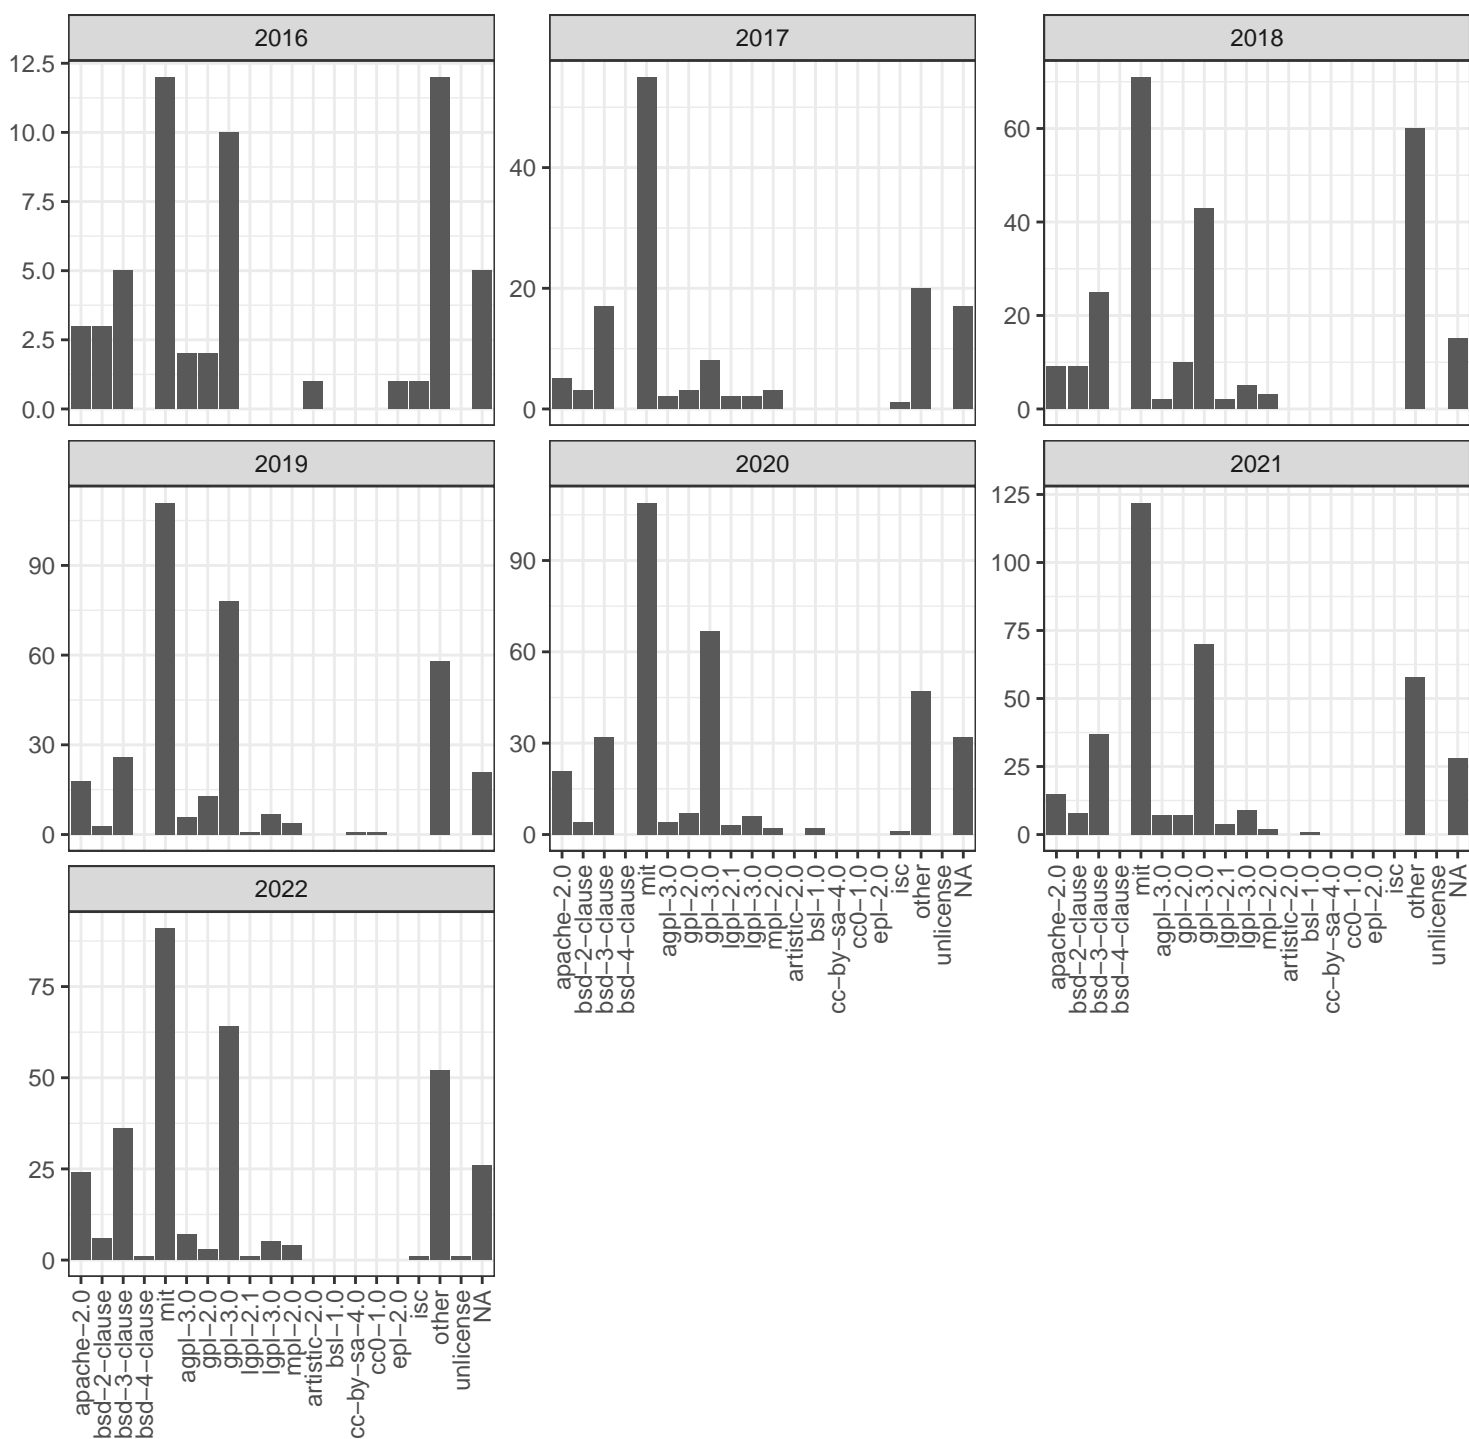 2016
2017
2018
12.5
10.0
7.5
5.0
2.5
0.0
40
20
0
60
40
20
0
2019
2020
2021
90
60
30
0
90
60
30
0
125
100
75
50
25
0
apache−2.0
bsd−2−clause
bsd−3−clause
bsd−4−clause
mit
agpl−3.0
gpl−2.0
gpl−3.0
lgpl−2.1
lgpl−3.0
mpl−2.0
artistic−2.0
bsl−1.0
cc−by−sa−4.0
cc0−1.0
epl−2.0
isc
other
unlicense
NA
apache−2.0
bsd−2−clause
bsd−3−clause
bsd−4−clause
mit
agpl−3.0
gpl−2.0
gpl−3.0
lgpl−2.1
lgpl−3.0
mpl−2.0
artistic−2.0
bsl−1.0
cc−by−sa−4.0
cc0−1.0
epl−2.0
isc
other
unlicense
NA
2022
75
50
25
0
apache−2.0
bsd−2−clause
bsd−3−clause
bsd−4−clause
mit
agpl−3.0
gpl−2.0
gpl−3.0
lgpl−2.1
lgpl−3.0
mpl−2.0
artistic−2.0
bsl−1.0
cc−by−sa−4.0
cc0−1.0
epl−2.0
isc
other
unlicense
NA